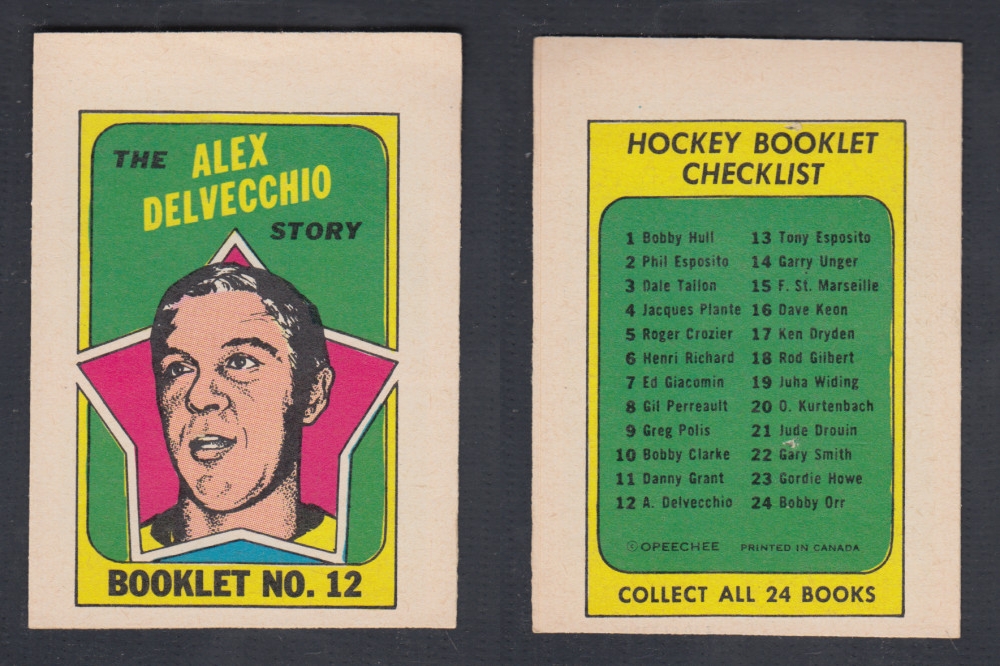 THE ALEX
DELVECCHIO
STORY
BOOKLET NO. 12
HOCKEY BOOKLET
CHECKLIST
1 Bobby Hull
2 Phil Esposito
3 Dale Tallon
4 Jacques Plante
5 Roger Crozier
6 Henri Richard
7 Ed Giacomin
8 Gil Perreault
9 Greg Polis
10 Bobby Clarke
11 Danny Grant
12 A. Delvecchio
13 Tony Esposito
14 Garry Unger
15 F. St. Marseille
16 Dave Keon
17 Ken Dryden
18 Rod Gilbert
19 Juha Widing
20 O. Kurtenbach
21 Jude Drouin
22 Gary Smith
23 Gordie Howe
24 Bobby Orr
© OPEECHEE PRINTED IN CANADA
COLLECT ALL 24 BOOKS